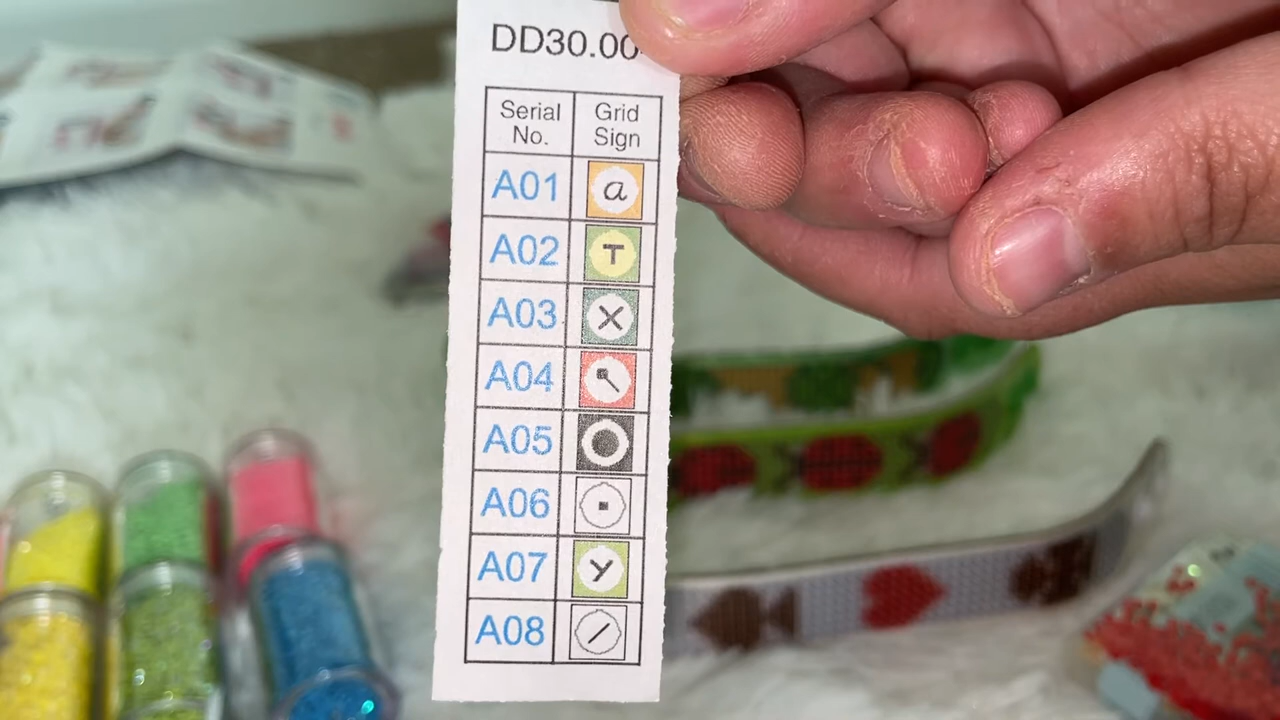 DD30.00
Serial No. Grid Sign
A01 a
A02 T
A03 X
A04
A05
A06
A07 Y
A08